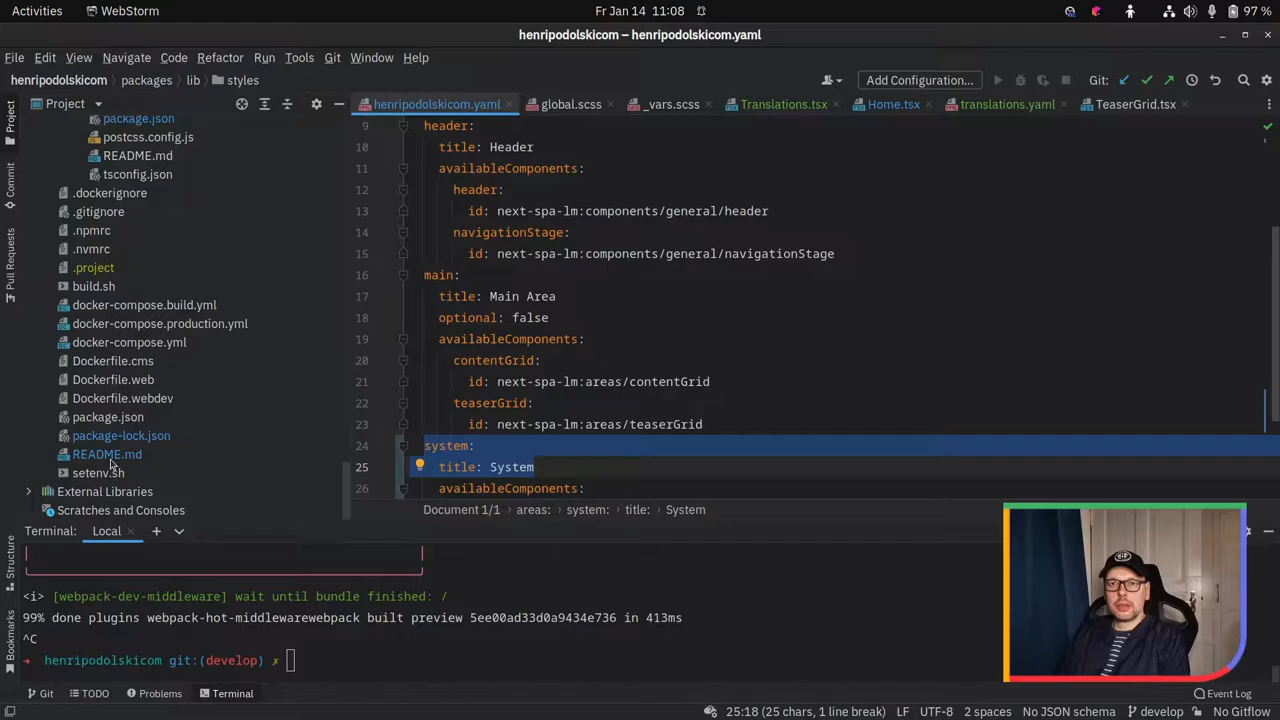 Activities WebStorm Fr Jan 14 11:08 97 %
henripodolskicom – henripodolskicom.yaml
File Edit View Navigate Code Refactor Run Tools Git Window Help
henripodolskicom packages lib styles Add Configuration... Git:
Project henripodolskicom.yaml global.scss _vars.scss Translations.tsx Home.tsx translations.yaml TeaserGrid.tsx
Project
Commit
Pull Requests
Structure
Bookmarks
package.json
postcss.config.js
README.md
tsconfig.json
.dockerignore
.gitignore
.npmrc
.nvmrc
.project
build.sh
docker-compose.build.yml
docker-compose.production.yml
docker-compose.yml
Dockerfile.cms
Dockerfile.web
Dockerfile.webdev
package.json
package-lock.json
README.md
setenv.sh
External Libraries
Scratches and Consoles
9 header:
10 title: Header
11 availableComponents:
12 header:
13 id: next-spa-lm:components/general/header
14 navigationStage:
15 id: next-spa-lm:components/general/navigationStage
16 main:
17 title: Main Area
18 optional: false
19 availableComponents:
20 contentGrid:
21 id: next-spa-lm:areas/contentGrid
22 teaserGrid:
23 id: next-spa-lm:areas/teaserGrid
24 system:
25 title: System
26 availableComponents:
Document 1/1 areas: system: title: System
Terminal: Local
<i> [webpack-dev-middleware] wait until bundle finished: /
99% done plugins webpack-hot-middlewarewebpack built preview 5ee00ad33d0a9434e736 in 413ms
^C
→ henripodolskicom git:(develop) ✗
Git TODO Problems Terminal Event Log
25:18 (25 chars, 1 line break) LF UTF-8 2 spaces No JSON schema develop No Gitflow